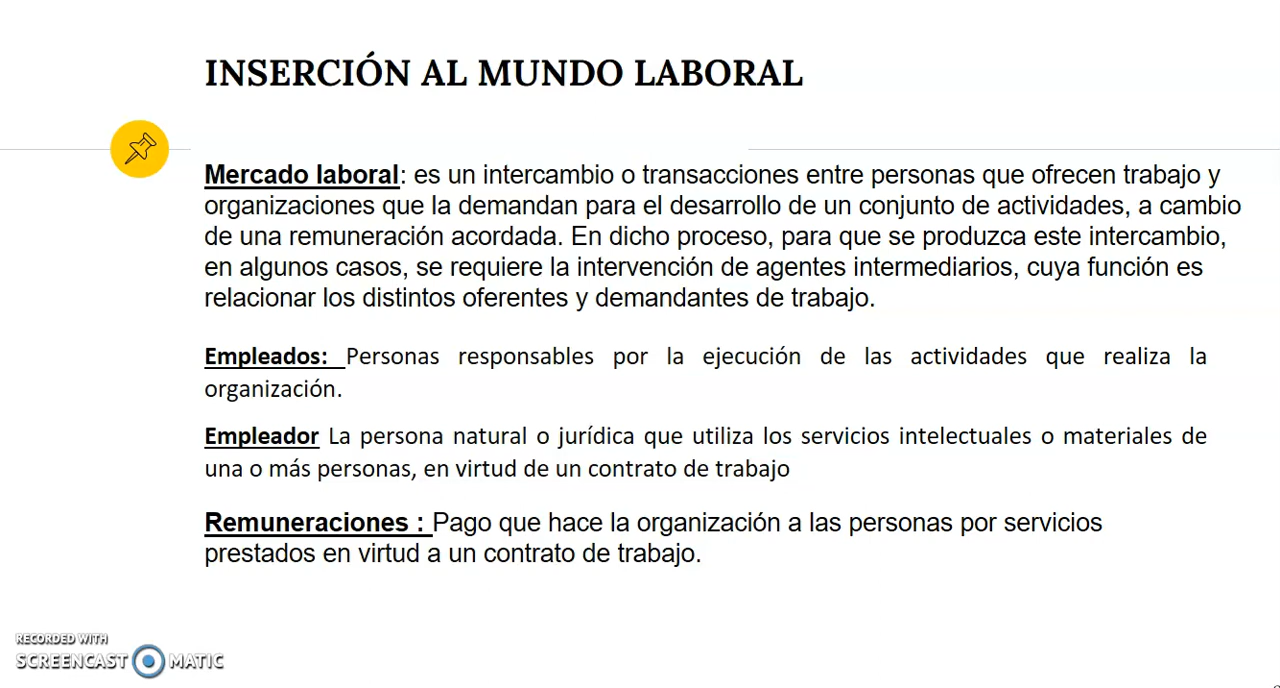 INSERCIÓN AL MUNDO LABORAL
Mercado laboral: es un intercambio o transacciones entre personas que ofrecen trabajo y
organizaciones que la demandan para el desarrollo de un conjunto de actividades, a cambio
de una remuneración acordada. En dicho proceso, para que se produzca este intercambio,
en algunos casos, se requiere la intervención de agentes intermediarios, cuya función es
relacionar los distintos oferentes y demandantes de trabajo.
Empleados: Personas responsables por la ejecución de las actividades que realiza la
organización.
Empleador La persona natural o jurídica que utiliza los servicios intelectuales o materiales de
una o más personas, en virtud de un contrato de trabajo
Remuneraciones : Pago que hace la organización a las personas por servicios
prestados en virtud a un contrato de trabajo.
RECORDED WITH
SCREENCAST MATIC